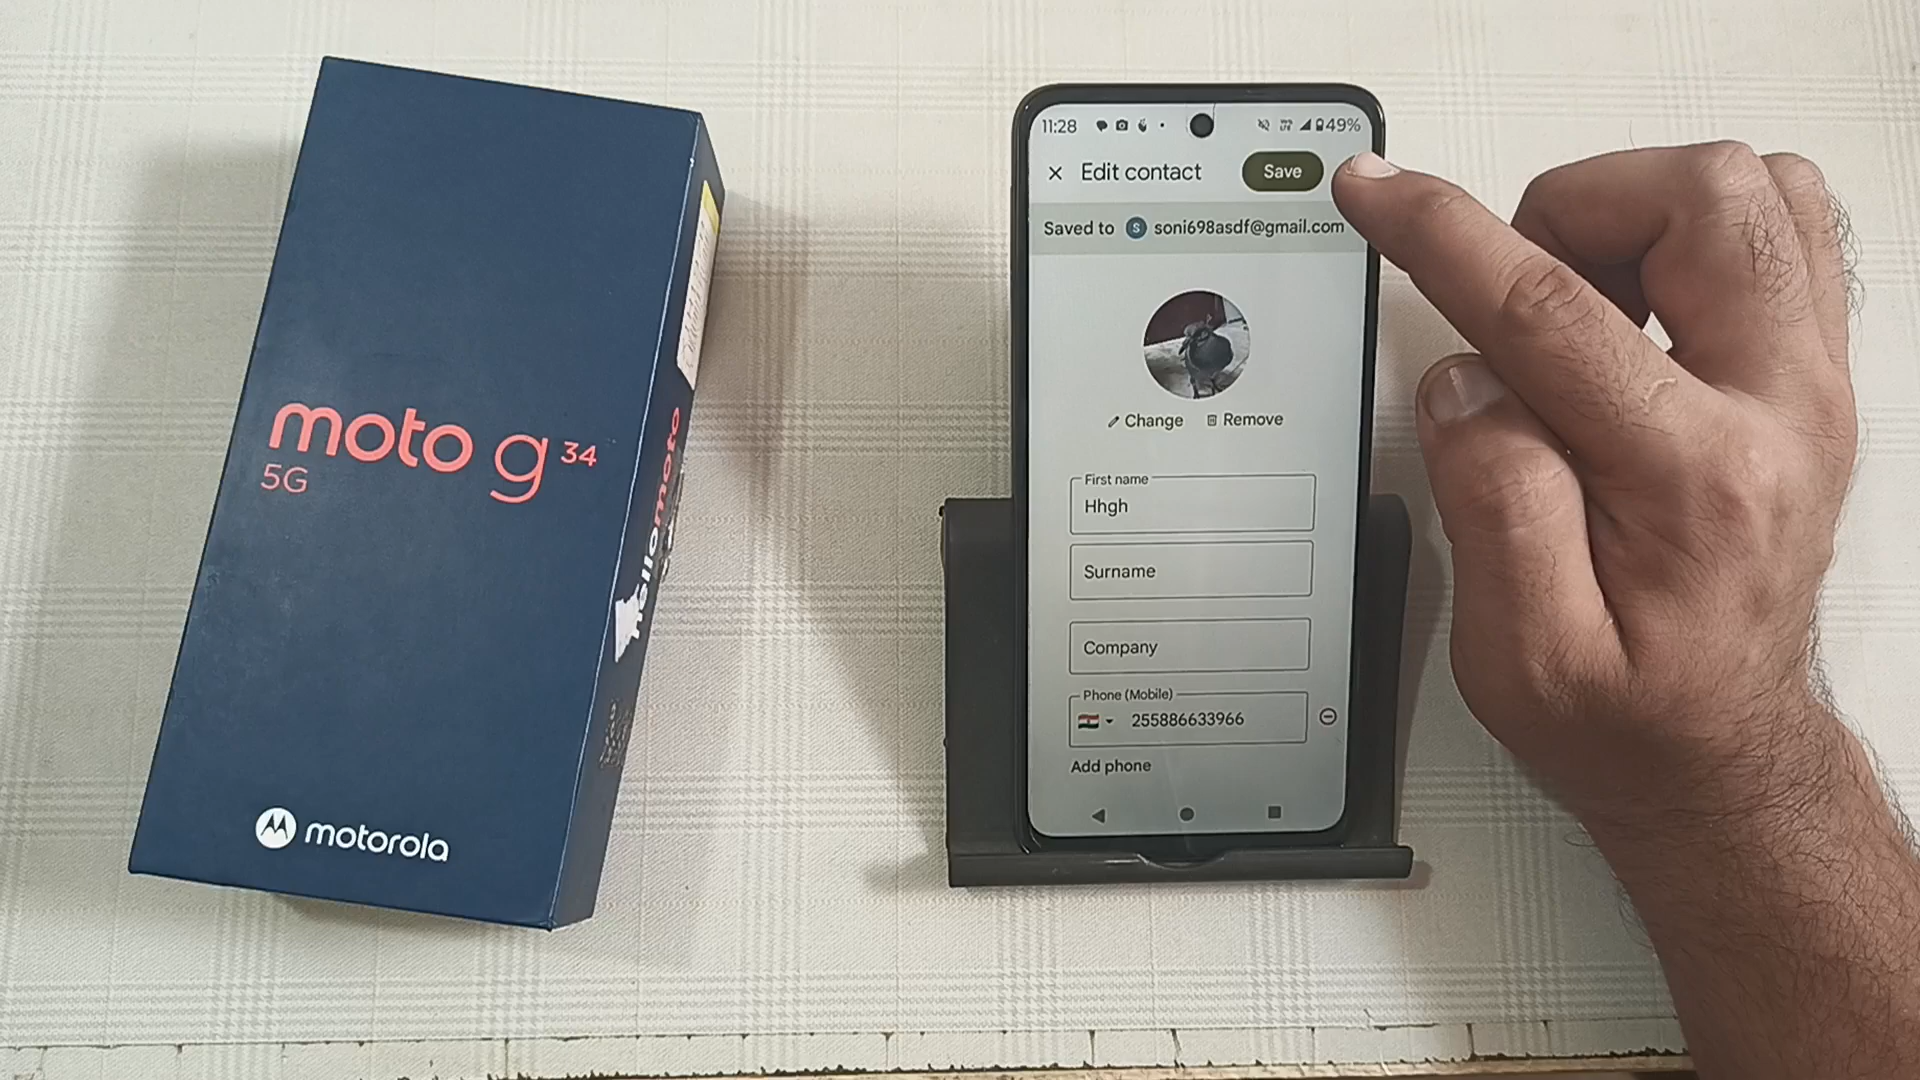 moto g 34
5G
motorola
hellomoto
11:28
49%
Edit contact
Save
Saved to S soni698asdf@gmail.com
Change Remove
First name
Hhgh
Surname
Company
Phone (Mobile)
255886633966
Add phone